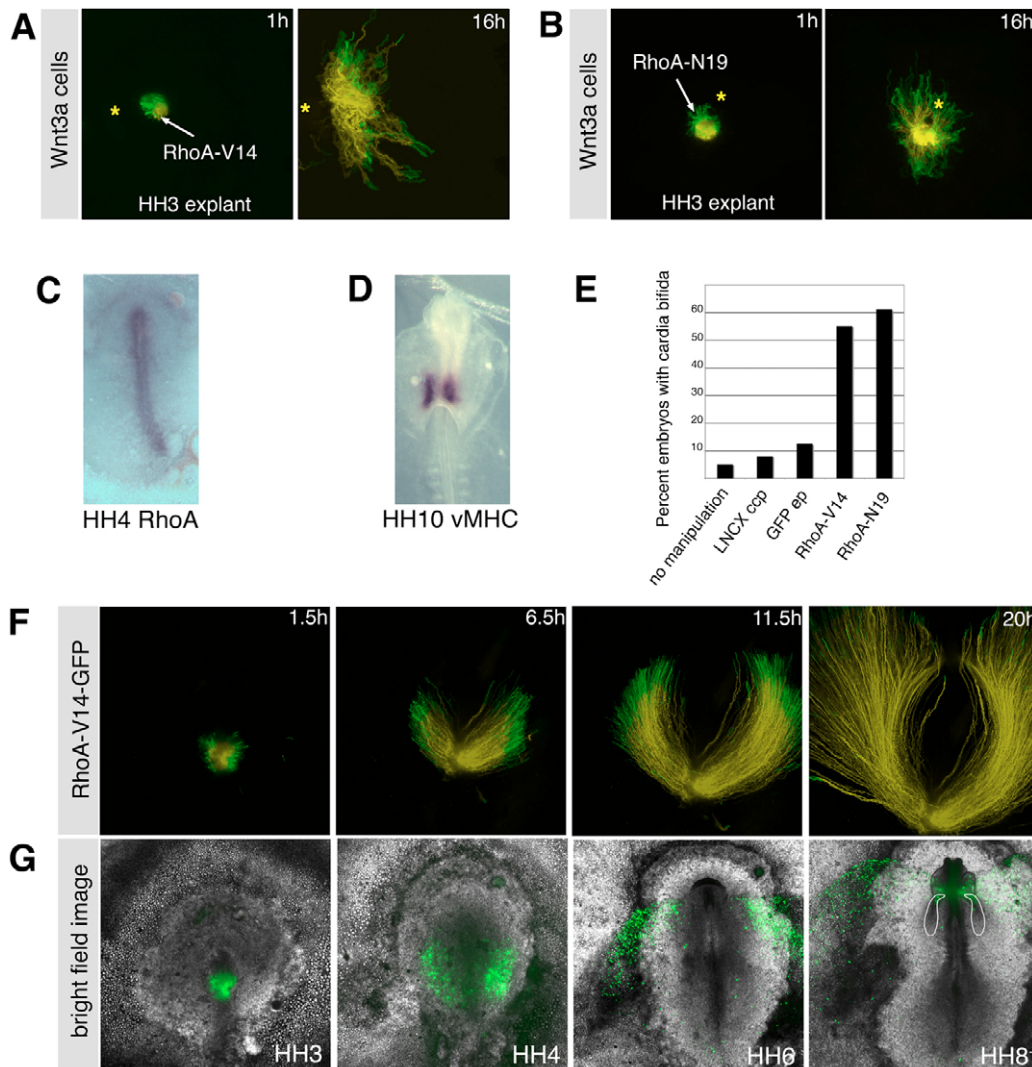 A
Wnt3a cells
1h
*
RhoA-V14
HH3 explant
16h
*
B
Wnt3a cells
1h
RhoA-N19
*
HH3 explant
16h
*
C
HH4 RhoA
D
HH10 vMHC
E
Percent embryos with cardia bifida
60
50
40
30
20
10
no manipulation
LNCX ccp
GFP ep
RhoA-V14
RhoA-N19
F
RhoA-V14-GFP
1.5h
6.5h
11.5h
20h
G
bright field image
HH3
HH4
HH6
HH8